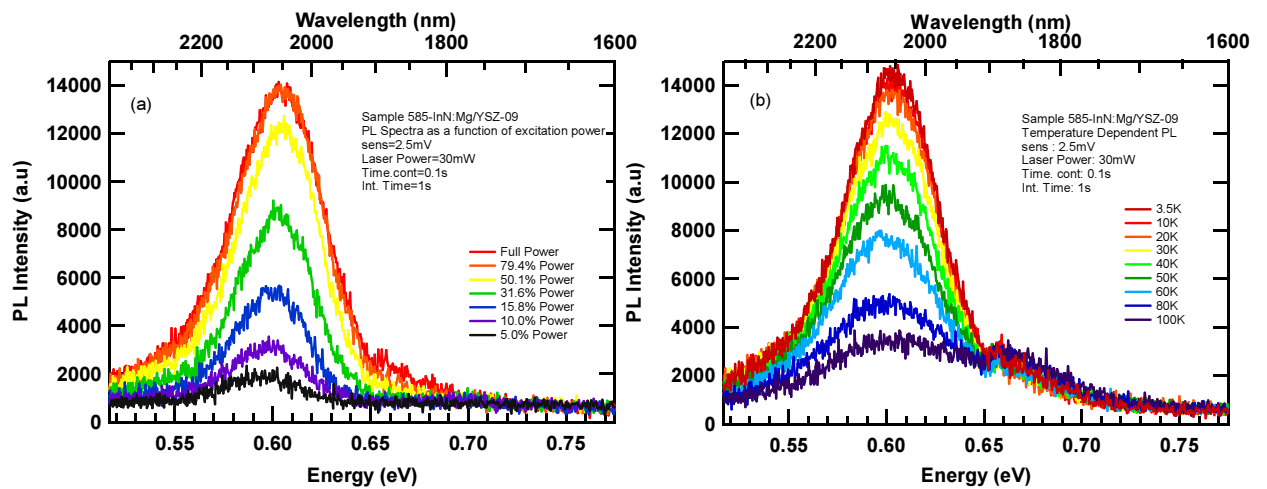 Wavelength (nm)
2200 2000 1800 1600
14000
12000
10000
8000
6000
4000
2000
0
PL Intensity (a.u)
(a)
Sample 585-InN:Mg/YSZ-09
PL Spectra as a function of excitation power
sens=2.5mV
Laser Power=30mW
Time.cont=0.1s
Int. Time=1s
Full Power
79.4% Power
50.1% Power
31.6% Power
15.8% Power
10.0% Power
5.0% Power
0.55 0.60 0.65 0.70 0.75
Energy (eV)
Wavelength (nm)
2200 2000 1800 1600
14000
12000
10000
8000
6000
4000
2000
0
PL Intensity (a.u)
(b)
Sample 585-InN:Mg/YSZ-09
Temperature Dependent PL
sens : 2.5mV
Laser Power: 30mW
Time. cont: 0.1s
Int. Time: 1s
3.5K
10K
20K
30K
40K
50K
60K
80K
100K
0.55 0.60 0.65 0.70 0.75
Energy (eV)